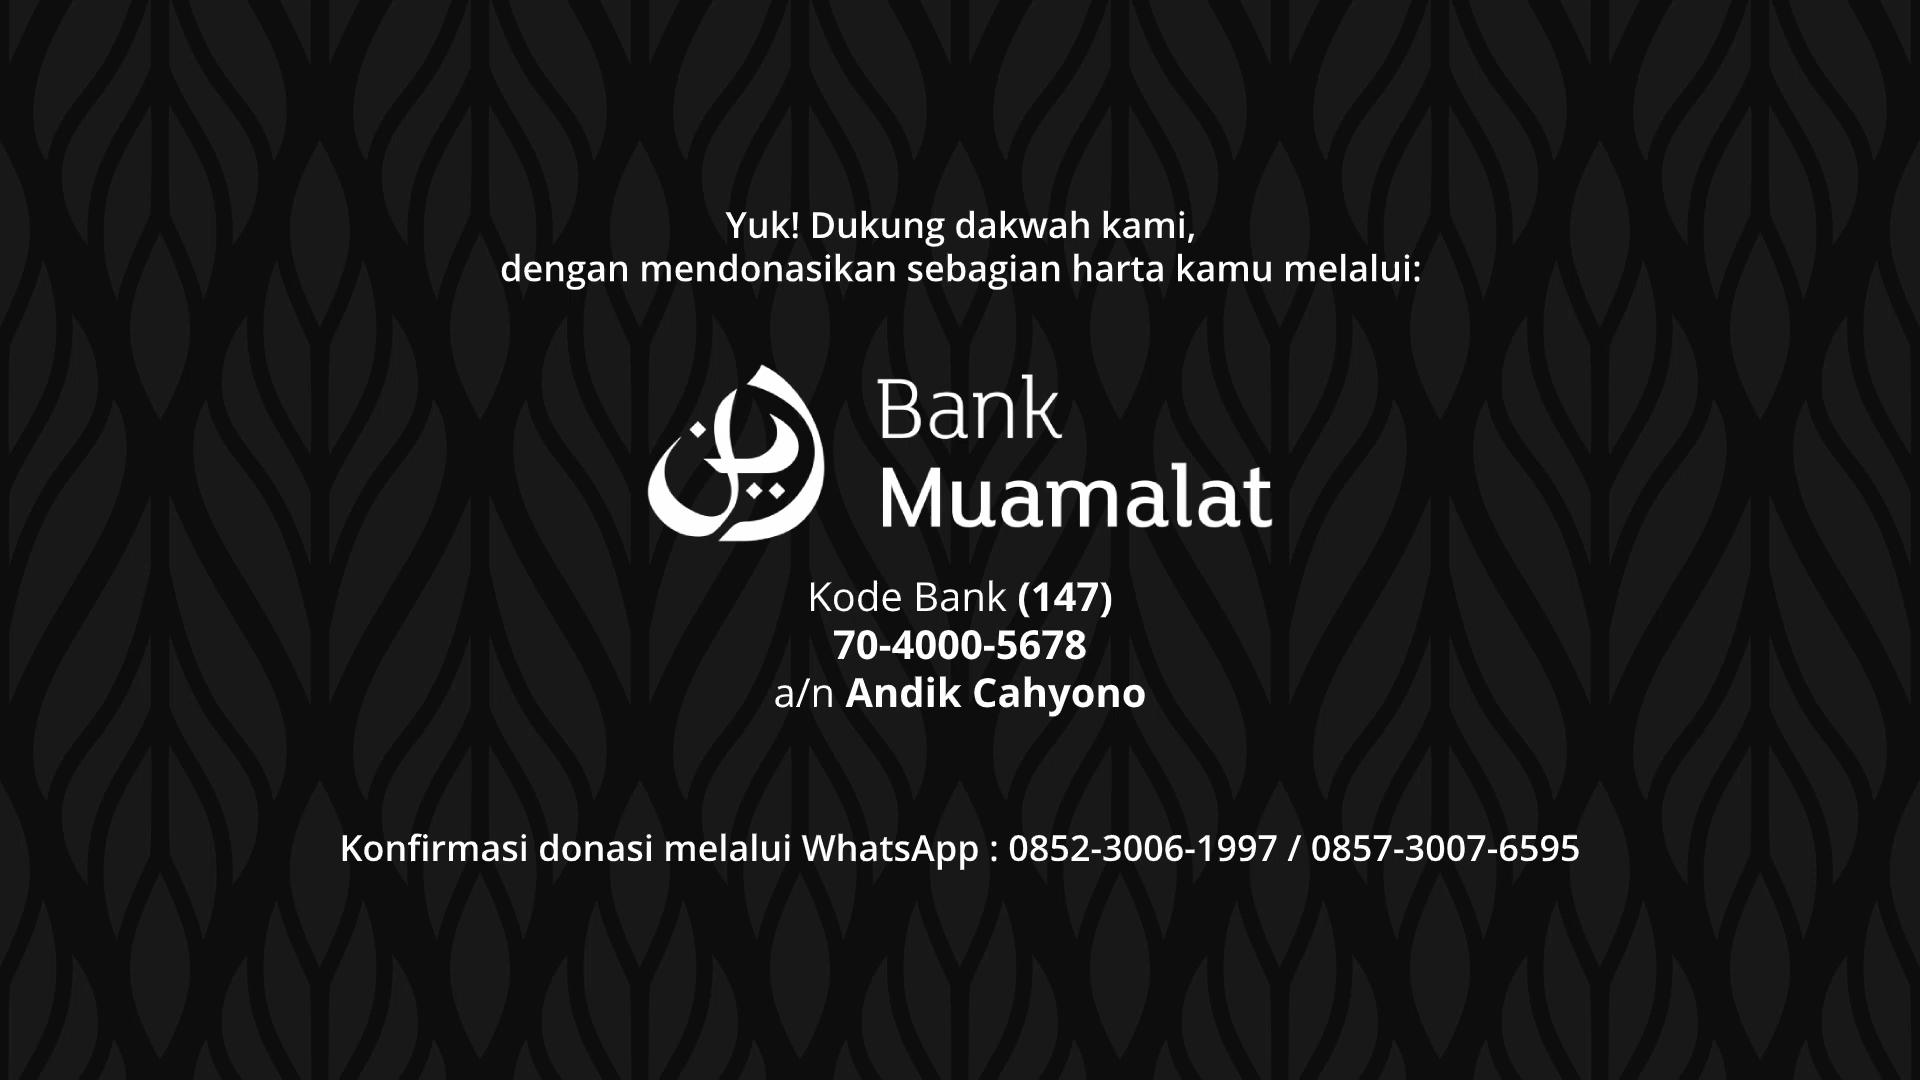 Yuk! Dukung dakwah kami,
dengan mendonasikan sebagian harta kamu melalui:
Bank
Muamalat
Kode Bank (147)
70-4000-5678
a/n Andik Cahyono
Konfirmasi donasi melalui WhatsApp : 0852-3006-1997 / 0857-3007-6595